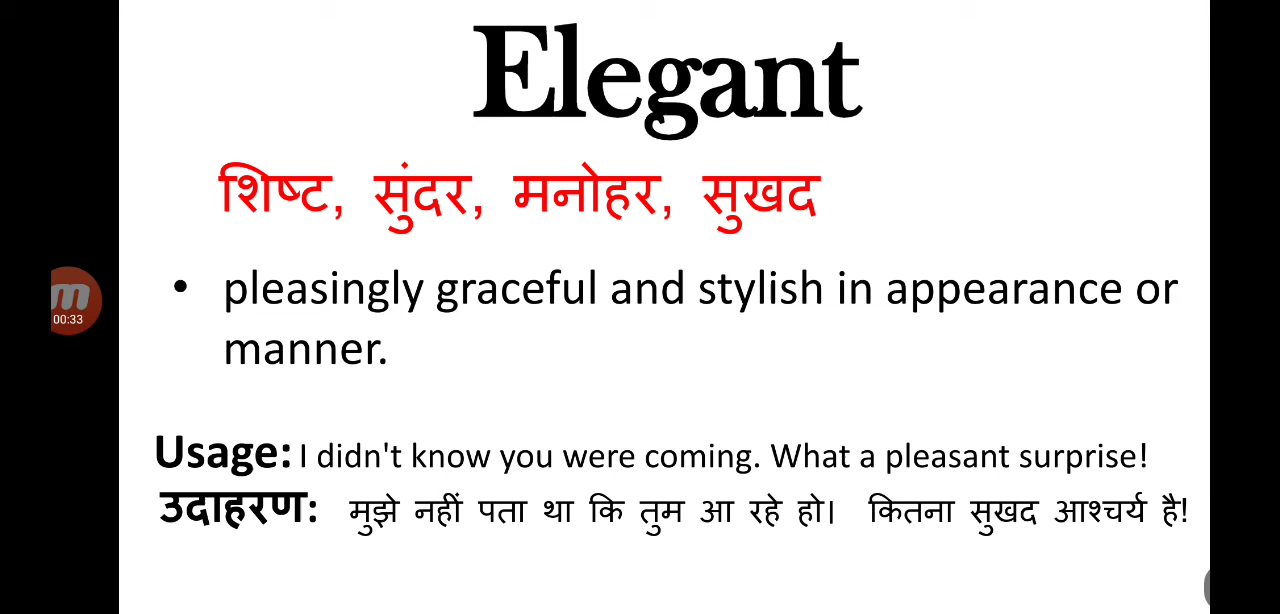 Elegant
शिष्ट, सुंदर, मनोहर, सुखद
• pleasingly graceful and stylish in appearance or
manner.
m
00:33
Usage: I didn't know you were coming. What a pleasant surprise!
उदाहरण: मुझे नहीं पता था कि तुम आ रहे हो। कितना सुखद आश्चर्य है!